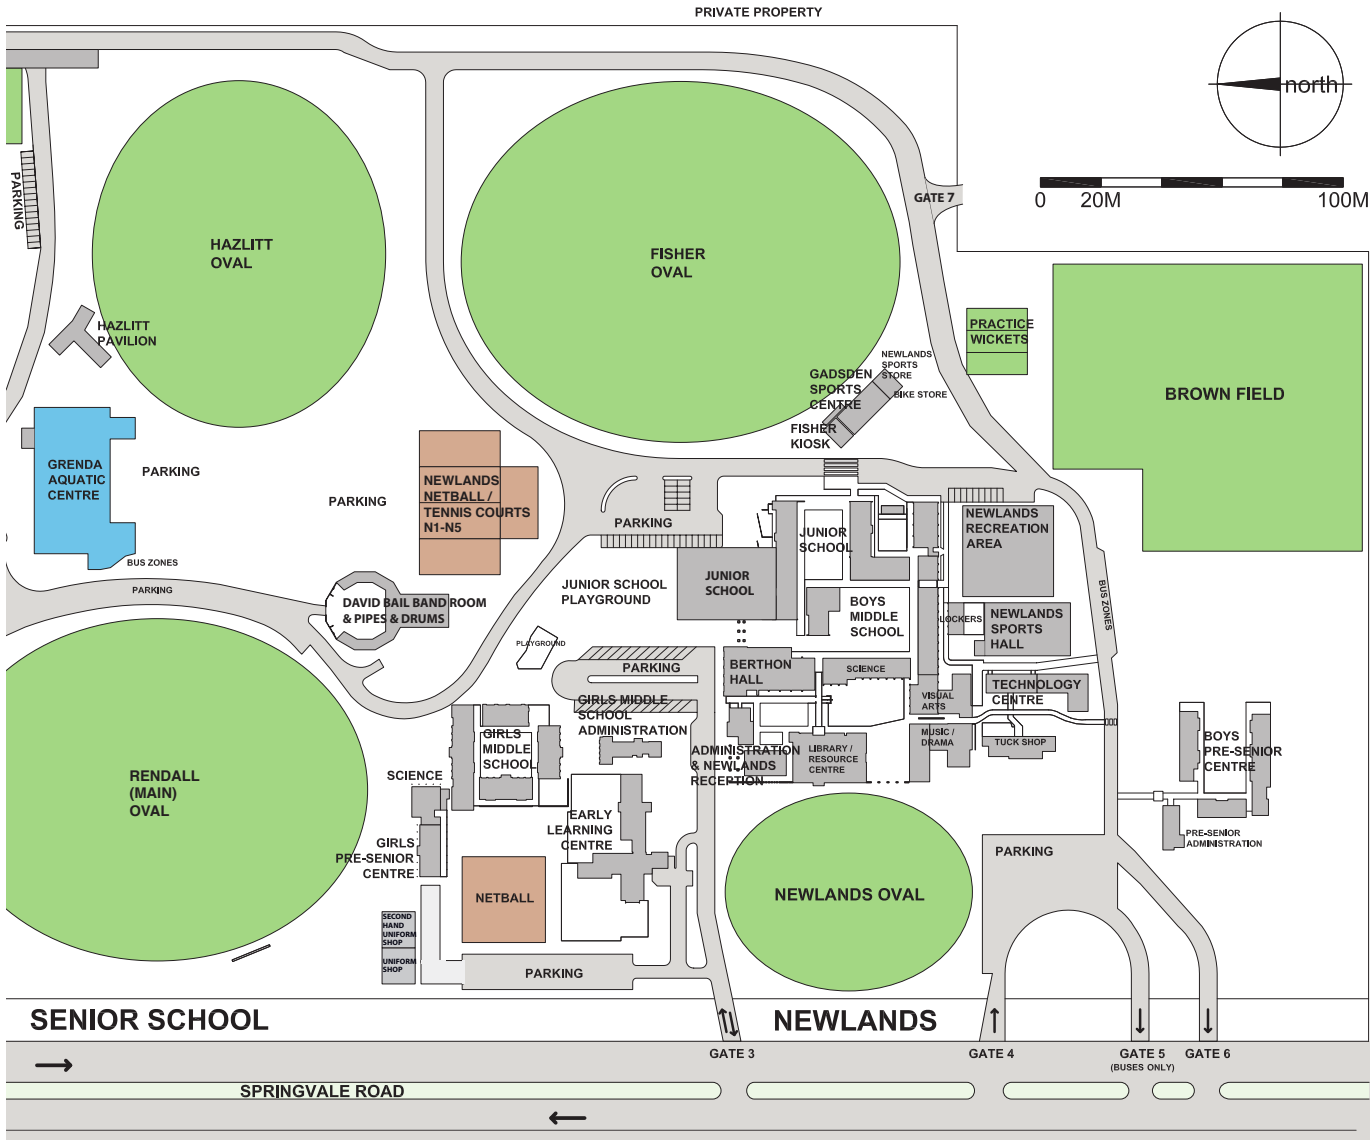 PRIVATE PROPERTY
north
0 20M 100M
PARKING
GATE 7
HAZLITT
OVAL
FISHER
OVAL
HAZLITT
PAVILION
PRACTICE
WICKETS
NEWLANDS
SPORTS
STORE
GADSDEN
SPORTS
CENTRE
BIKE STORE
FISHER
KIOSK
BROWN FIELD
GRENDA
AQUATIC
CENTRE
PARKING
PARKING
NEWLANDS
NETBALL /
TENNIS COURTS
N1-N5
PARKING
NEWLANDS
RECREATION
AREA
JUNIOR
SCHOOL
BUS ZONES
PARKING
JUNIOR SCHOOL
PLAYGROUND
JUNIOR
SCHOOL
BUS ZONES
DAVID BAIL BAND ROOM
& PIPES & DRUMS
BOYS
MIDDLE
SCHOOL
LOCKERS
NEWLANDS
SPORTS
HALL
PLAYGROUND
PARKING
BERTHON
HALL
SCIENCE
TECHNOLOGY
CENTRE
VISUAL
ARTS
GIRLS MIDDLE
SCHOOL
ADMINISTRATION
GIRLS
MIDDLE
SCHOOL
MUSIC /
DRAMA
TUCK SHOP
BOYS
PRE-SENIOR
CENTRE
ADMINISTRATION
& NEWLANDS
RECEPTION
LIBRARY /
RESOURCE
CENTRE
RENDALL
(MAIN)
OVAL
SCIENCE
EARLY
LEARNING
CENTRE
PRE-SENIOR
ADMINISTRATION
GIRLS
PRE-SENIOR
CENTRE
PARKING
NETBALL
NEWLANDS OVAL
SECOND
HAND
UNIFORM
SHOP
UNIFORM
SHOP
PARKING
SENIOR SCHOOL
NEWLANDS
GATE 3
GATE 4
GATE 5
(BUSES ONLY)
GATE 6
SPRINGVALE ROAD